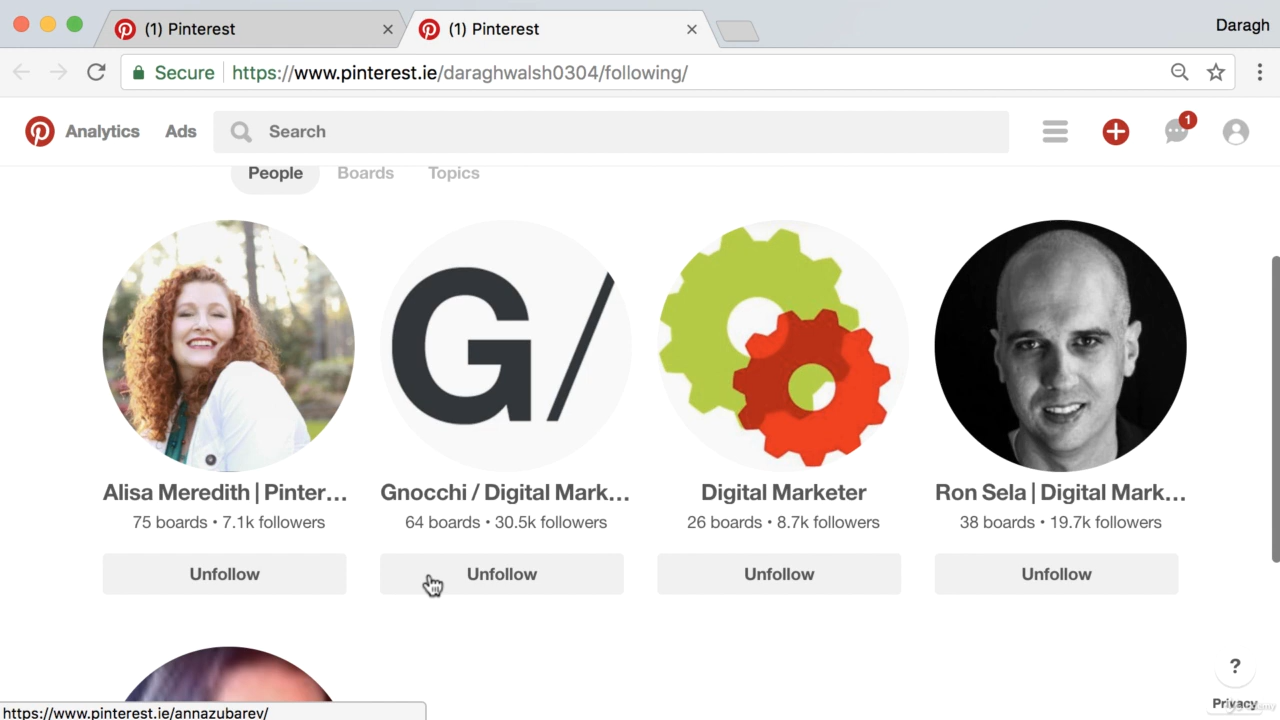 (1) Pinterest
(1) Pinterest
Daragh
Secure
https://www.pinterest.ie/daraghwalsh0304/following/
Analytics
Ads
Search
1
People
Boards
Topics
G/
Alisa Meredith | Pinter...
Gnocchi / Digital Mark...
Digital Marketer
Ron Sela | Digital Mark...
75 boards • 7.1k followers
64 boards • 30.5k followers
26 boards • 8.7k followers
38 boards • 19.7k followers
Unfollow
Unfollow
Unfollow
Unfollow
?
Privacy
https://www.pinterest.ie/annazubarev/